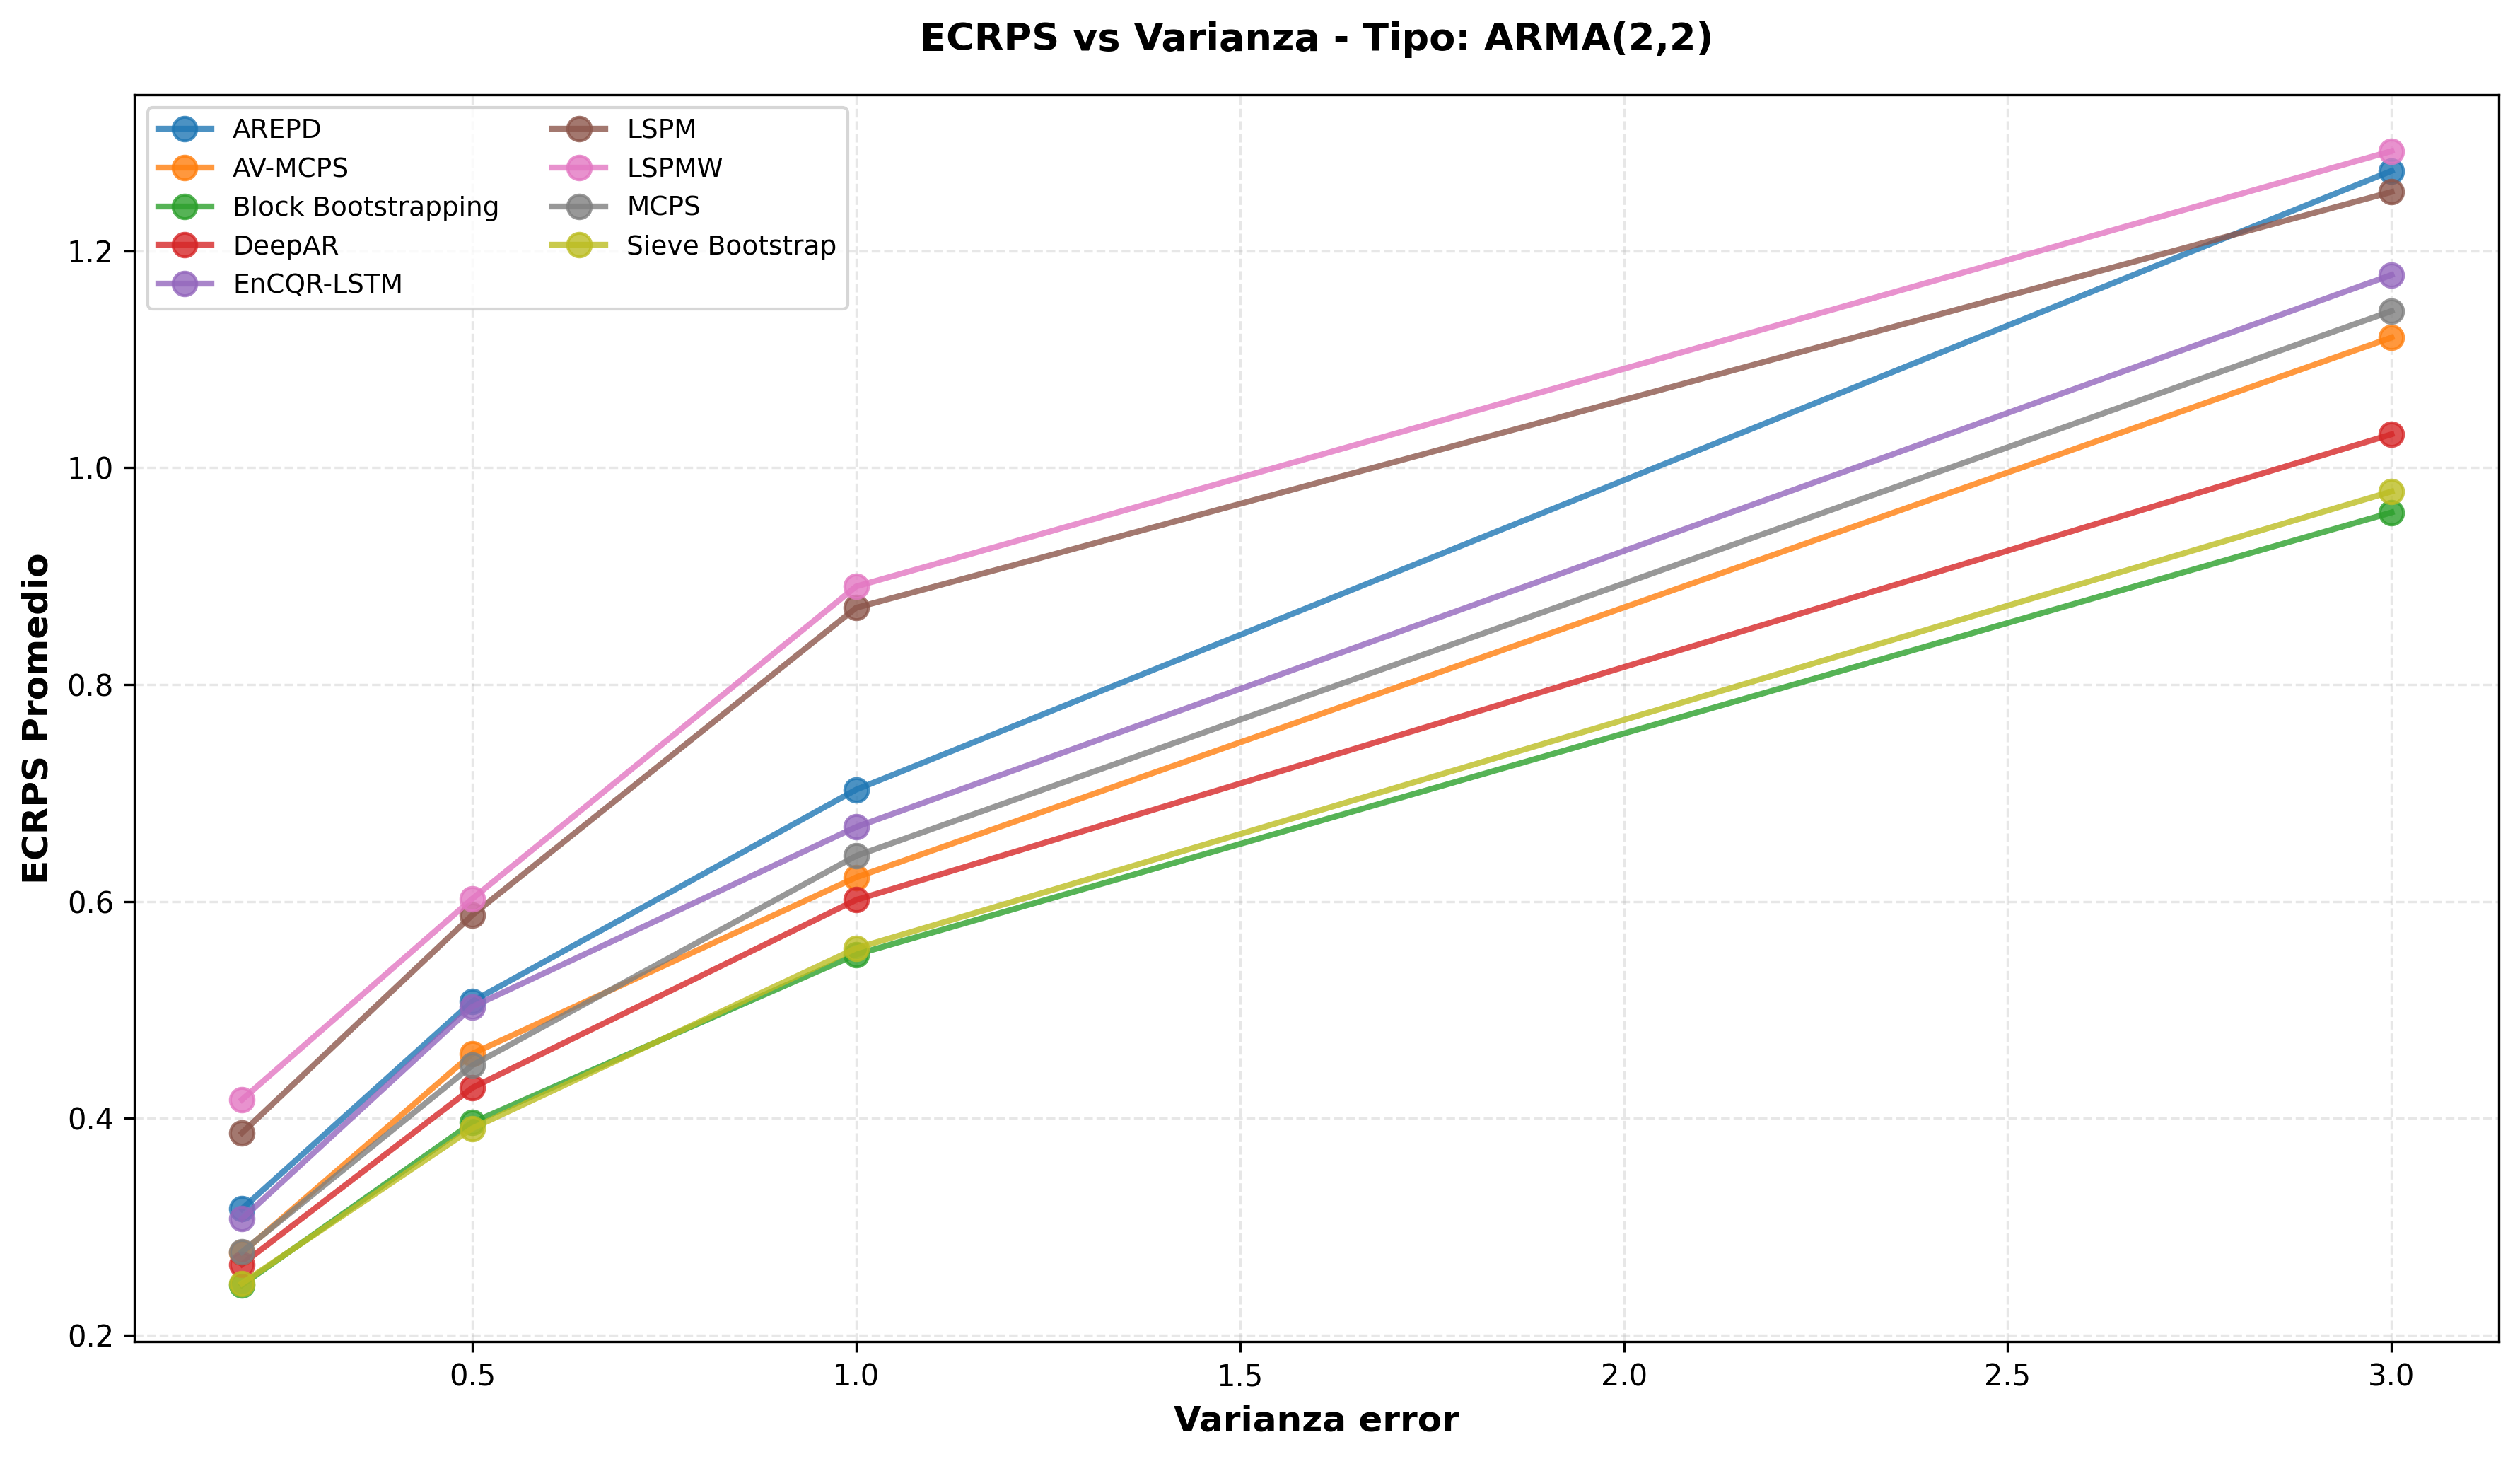 ECRPS vs Varianza - Tipo: ARMA(2,2)
AREPD
AV-MCPS
Block Bootstrapping
DeepAR
EnCQR-LSTM
LSPM
LSPMW
MCPS
Sieve Bootstrap
ECRPS Promedio
1.2
1.0
0.8
0.6
0.4
0.2
0.5
1.0
1.5
2.0
2.5
3.0
Varianza error